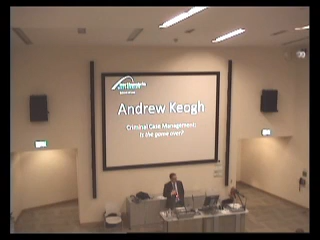 Andrew Keogh
Criminal Case Management:
Is the game over?